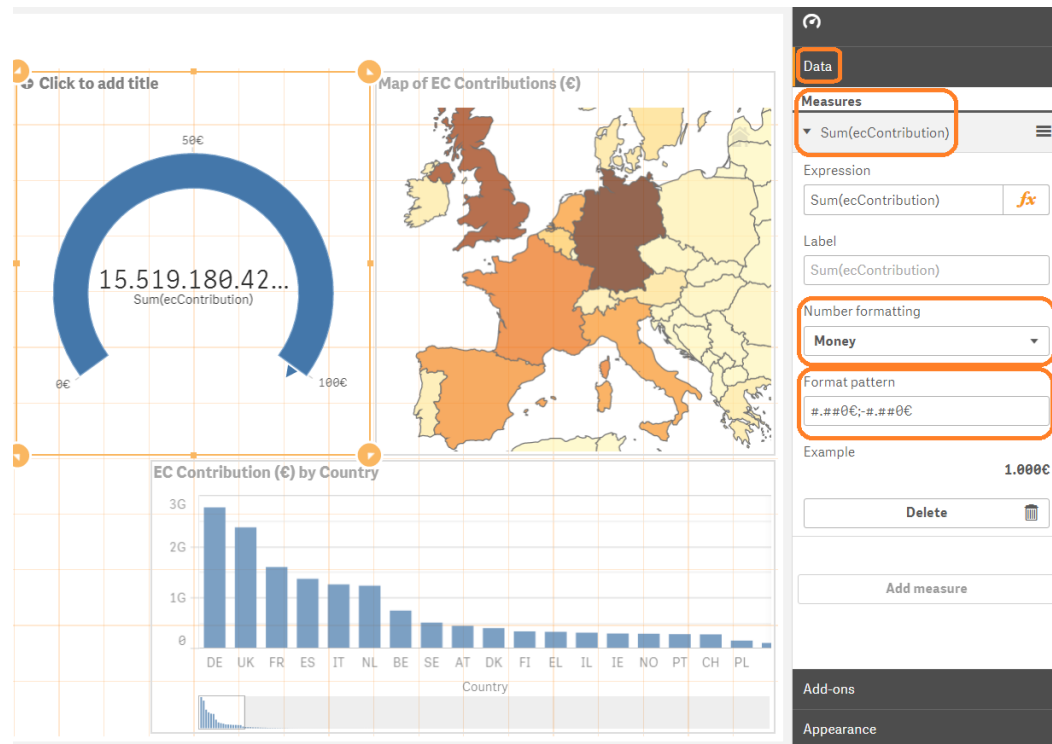 Click to add title
50€
15.519.180.42...
Sum(ecContribution)
0€
100€
Map of EC Contributions (€)
EC Contribution (€) by Country
3G
2G
1G
0
DE UK FR ES IT NL BE SE AT DK FI EL IL IE NO PT CH PL
Country
Data
Measures
Sum(ecContribution)
Expression
Sum(ecContribution) fx
Label
Sum(ecContribution)
Number formatting
Money
Format pattern
#.##0€;-#.##0€
Example
1.000€
Delete
Add measure
Add-ons
Appearance